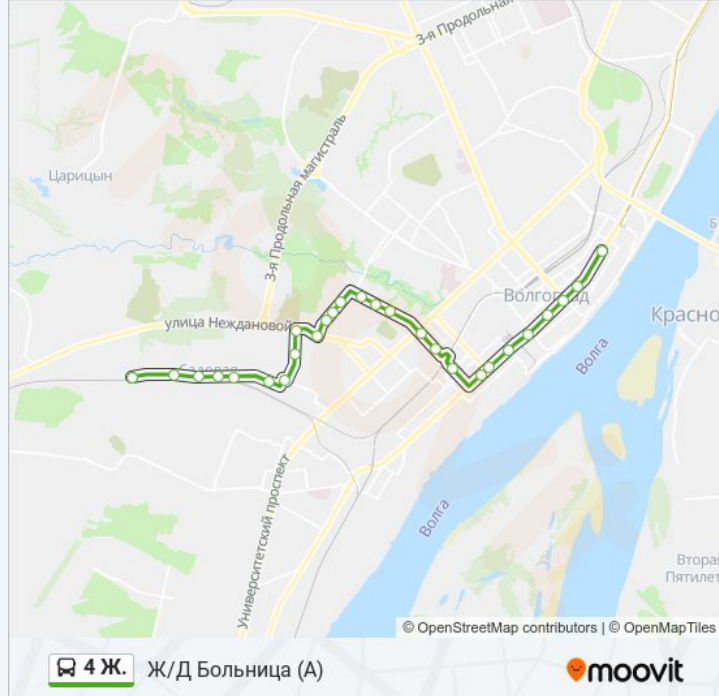 3-я Продольная
Царицын
3-я Продольная магистраль
Волгоград
улица Неждановой
Красно
Волга
Садовая
Университетский проспект
Волга
Вторая
Пятилет
© OpenStreetMap contributors | © OpenMapTiles
4 Ж. Ж/Д Больница (А)
moovit